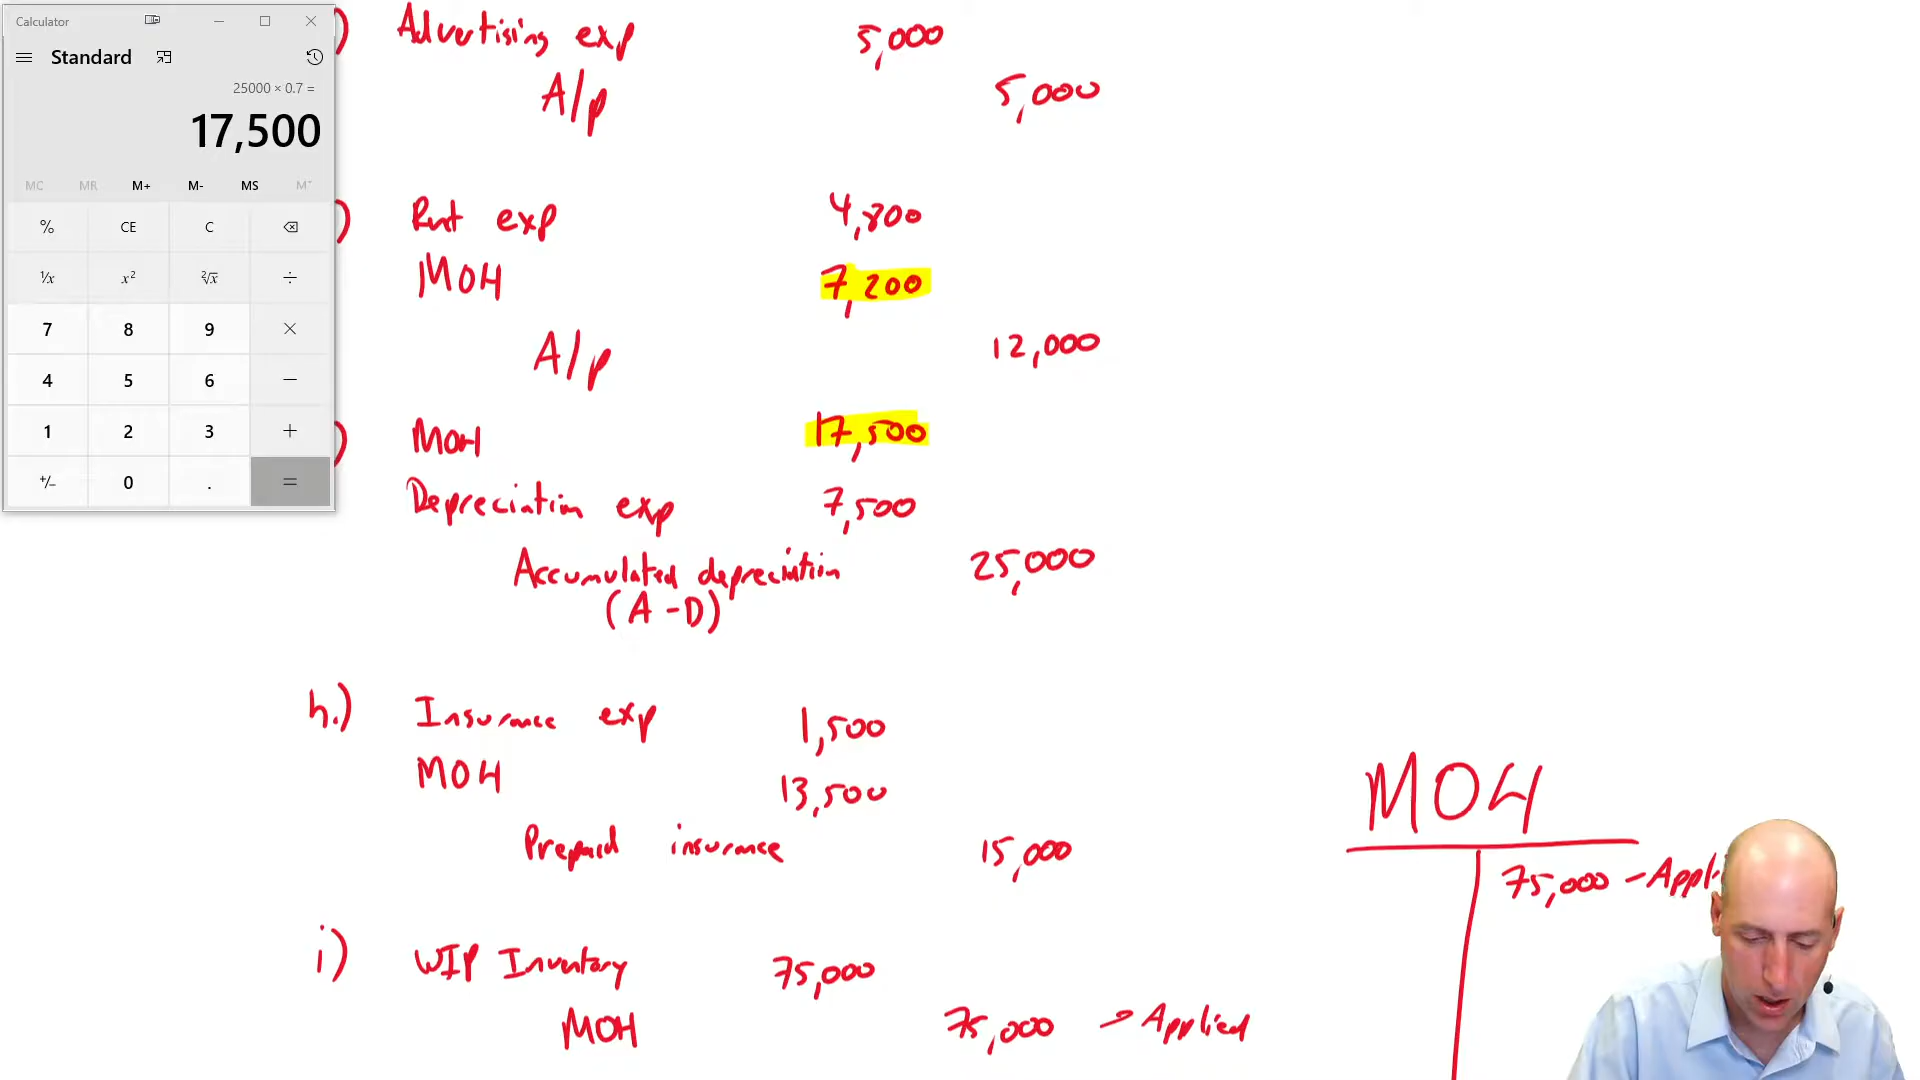 Calculator
Standard
25000 × 0.7 =
17,500
MC MR M+ M- MS M˅
% CE C
¹/x x² ²√x ÷
7 8 9 ×
4 5 6 −
1 2 3 +
+/− 0 . =
) Advertising exp 5,000
A/p 5,000
) Rent exp 4,800
MOH 7,200
A/p 12,000
) MOH 17,500
Depreciation exp 7,500
Accumulated depreciation 25,000
(A-D)
h.) Insurance exp 1,500
MOH 13,500
Prepaid insurance 15,000
i) WIP Inventory 75,000
MOH 75,000 → Applied
MOH
75,000 - Appli